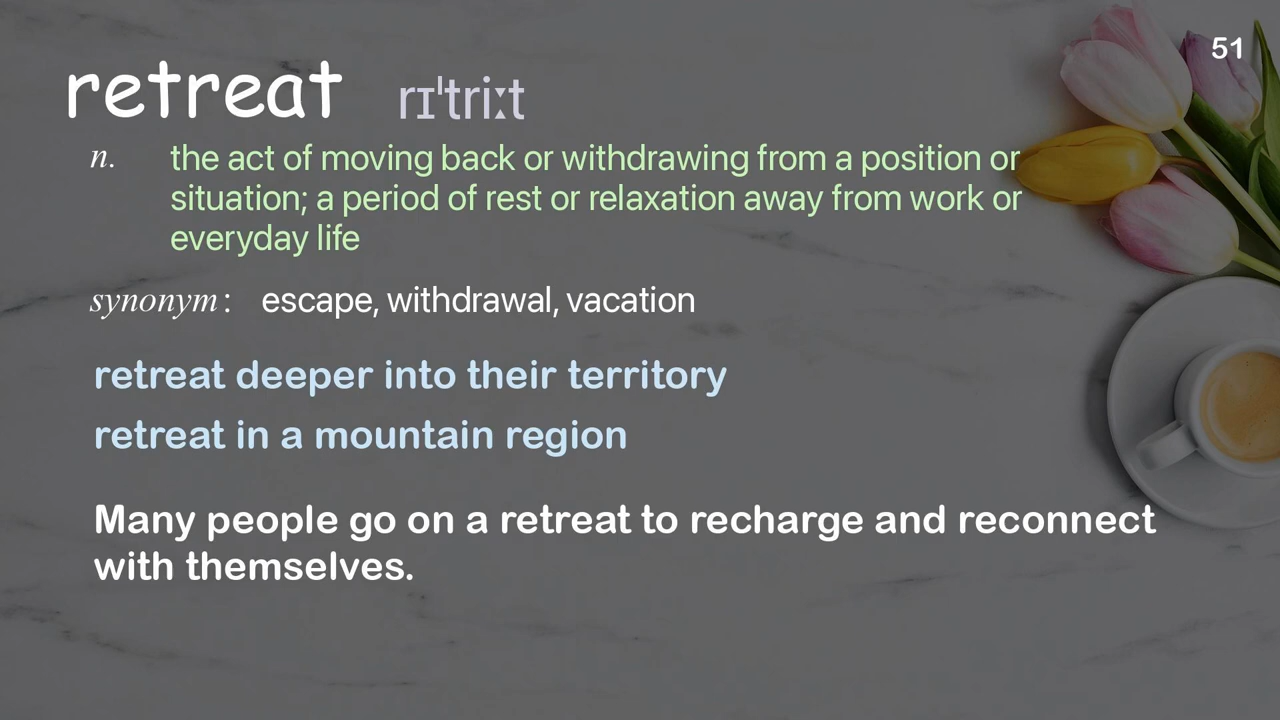 51
retreat rɪˈtriːt
n. the act of moving back or withdrawing from a position or
situation; a period of rest or relaxation away from work or
everyday life
synonym: escape, withdrawal, vacation
retreat deeper into their territory
retreat in a mountain region
Many people go on a retreat to recharge and reconnect
with themselves.